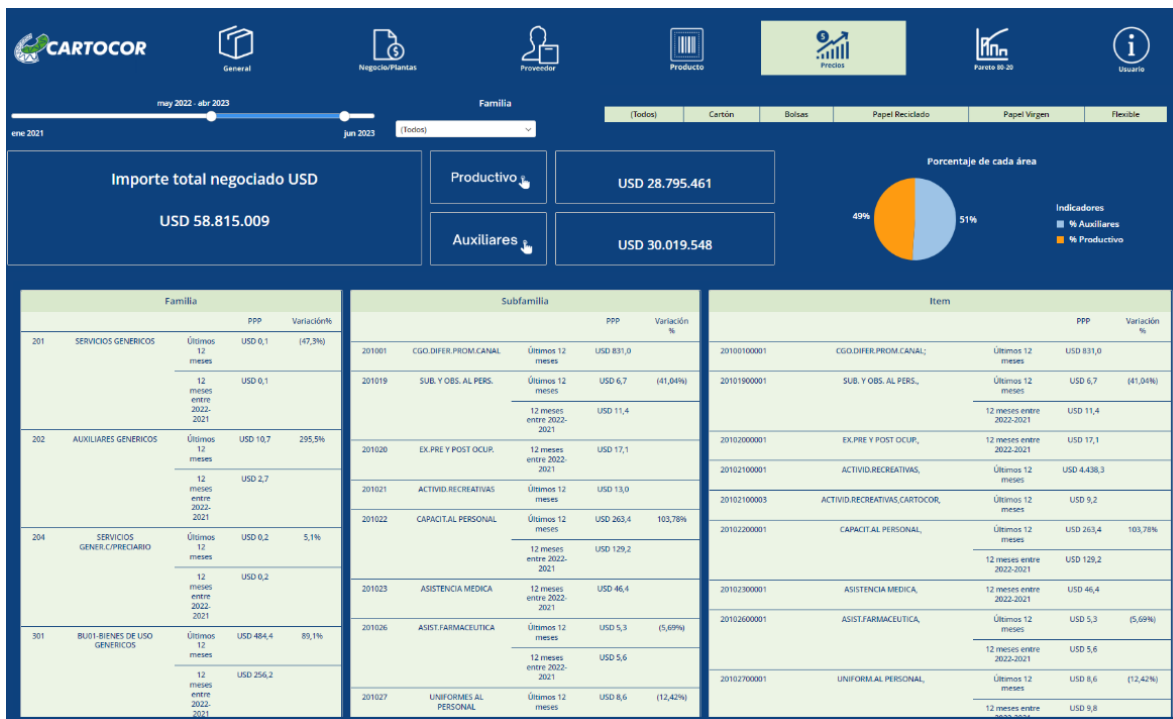 CARTOCOR
General
Negocio/Plantas
Proveedor
Producto
Precios
Pareto 80-20
Usuario
may 2022 - abr 2023
ene 2021
jun 2023
Familia
(Todos)
(Todos) Cartón Bolsas Papel Reciclado Papel Virgen Flexible
Importe total negociado USD
USD 58.815.009
Productivo
USD 28.795.461
Auxiliares
USD 30.019.548
Porcentaje de cada área
49%
51%
Indicadores
% Auxiliares
% Productivo
Familia
PPP Variación%
201 SERVICIOS GENERICOS Últimos USD 0,1 (47,3%)
12
meses
12 USD 0,1
meses
entre
2022-
2021
202 AUXILIARES GENERICOS Últimos USD 10,7 295,5%
12
meses
12 USD 2,7
meses
entre
2022-
2021
204 SERVICIOS Últimos USD 0,2 5,1%
GENER.C/PRECIARIO 12
meses
12 USD 0,2
meses
entre
2022-
2021
301 BU01-BIENES DE USO Últimos USD 484,4 89,1%
GENERICOS 12
meses
12 USD 256,2
meses
entre
2022-
2021
Subfamilia
PPP Variación
%
201001 CGO.DIFER.PROM.CANAL Últimos 12 USD 831,0
meses
201019 SUB. Y OBS. AL PERS. Últimos 12 USD 6,7 (41,04%)
meses
12 meses USD 11,4
entre 2022-
2021
201020 EX.PRE Y POST OCUP. 12 meses USD 17,1
entre 2022-
2021
201021 ACTIVID.RECREATIVAS Últimos 12 USD 13,0
meses
201022 CAPACIT.AL PERSONAL Últimos 12 USD 263,4 103,78%
meses
12 meses USD 129,2
entre 2022-
2021
201023 ASISTENCIA MEDICA 12 meses USD 46,4
entre 2022-
2021
201026 ASIST.FARMACEUTICA Últimos 12 USD 5,3 (5,69%)
meses
12 meses USD 5,6
entre 2022-
2021
201027 UNIFORMES AL Últimos 12 USD 8,6 (12,42%)
PERSONAL meses
Item
PPP Variación
%
20100100001 CGO.DIFER.PROM.CANAL; Últimos 12 USD 831,0
meses
20101900001 SUB. Y OBS. AL PERS., Últimos 12 USD 6,7 (41,04%)
meses
12 meses entre USD 11,4
2022-2021
20102000001 EX.PRE Y POST OCUP., 12 meses entre USD 17,1
2022-2021
20102100001 ACTIVID.RECREATIVAS, Últimos 12 USD 4.438,3
meses
20102100003 ACTIVID.RECREATIVAS,CARTOCOR, Últimos 12 USD 9,2
meses
20102200001 CAPACIT.AL PERSONAL, Últimos 12 USD 263,4 103,78%
meses
12 meses entre USD 129,2
2022-2021
20102300001 ASISTENCIA MEDICA, 12 meses entre USD 46,4
2022-2021
20102600001 ASIST.FARMACEUTICA, Últimos 12 USD 5,3 (5,69%)
meses
12 meses entre USD 5,6
2022-2021
20102700001 UNIFORM.AL PERSONAL, Últimos 12 USD 8,6 (12,42%)
meses
12 meses entre USD 9,8
2022-2021